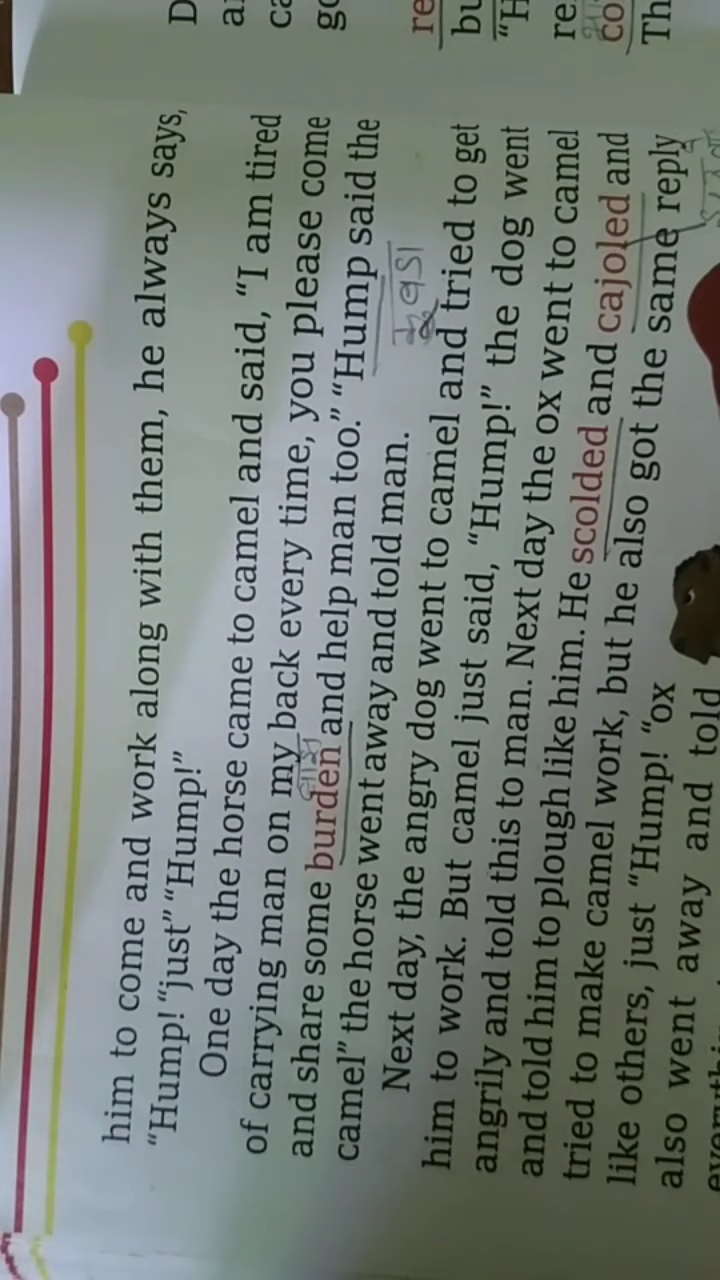 him to come and work along with them, he always says,
“Hump! “just” “Hump!”
One day the horse came to camel and said, “I am tired
of carrying man on my back every time, you please come
and share some burden and help man too.” “Hump said the
camel” the horse went away and told man.
Next day, the angry dog went to camel and tried to get
him to work. But camel just said, “Hump!” the dog went
angrily and told this to man. Next day the ox went to camel
and told him to plough like him. He scolded and cajoled and
tried to make camel work, but he also got the same reply
like others, just “Hump! “ox
also went away and told